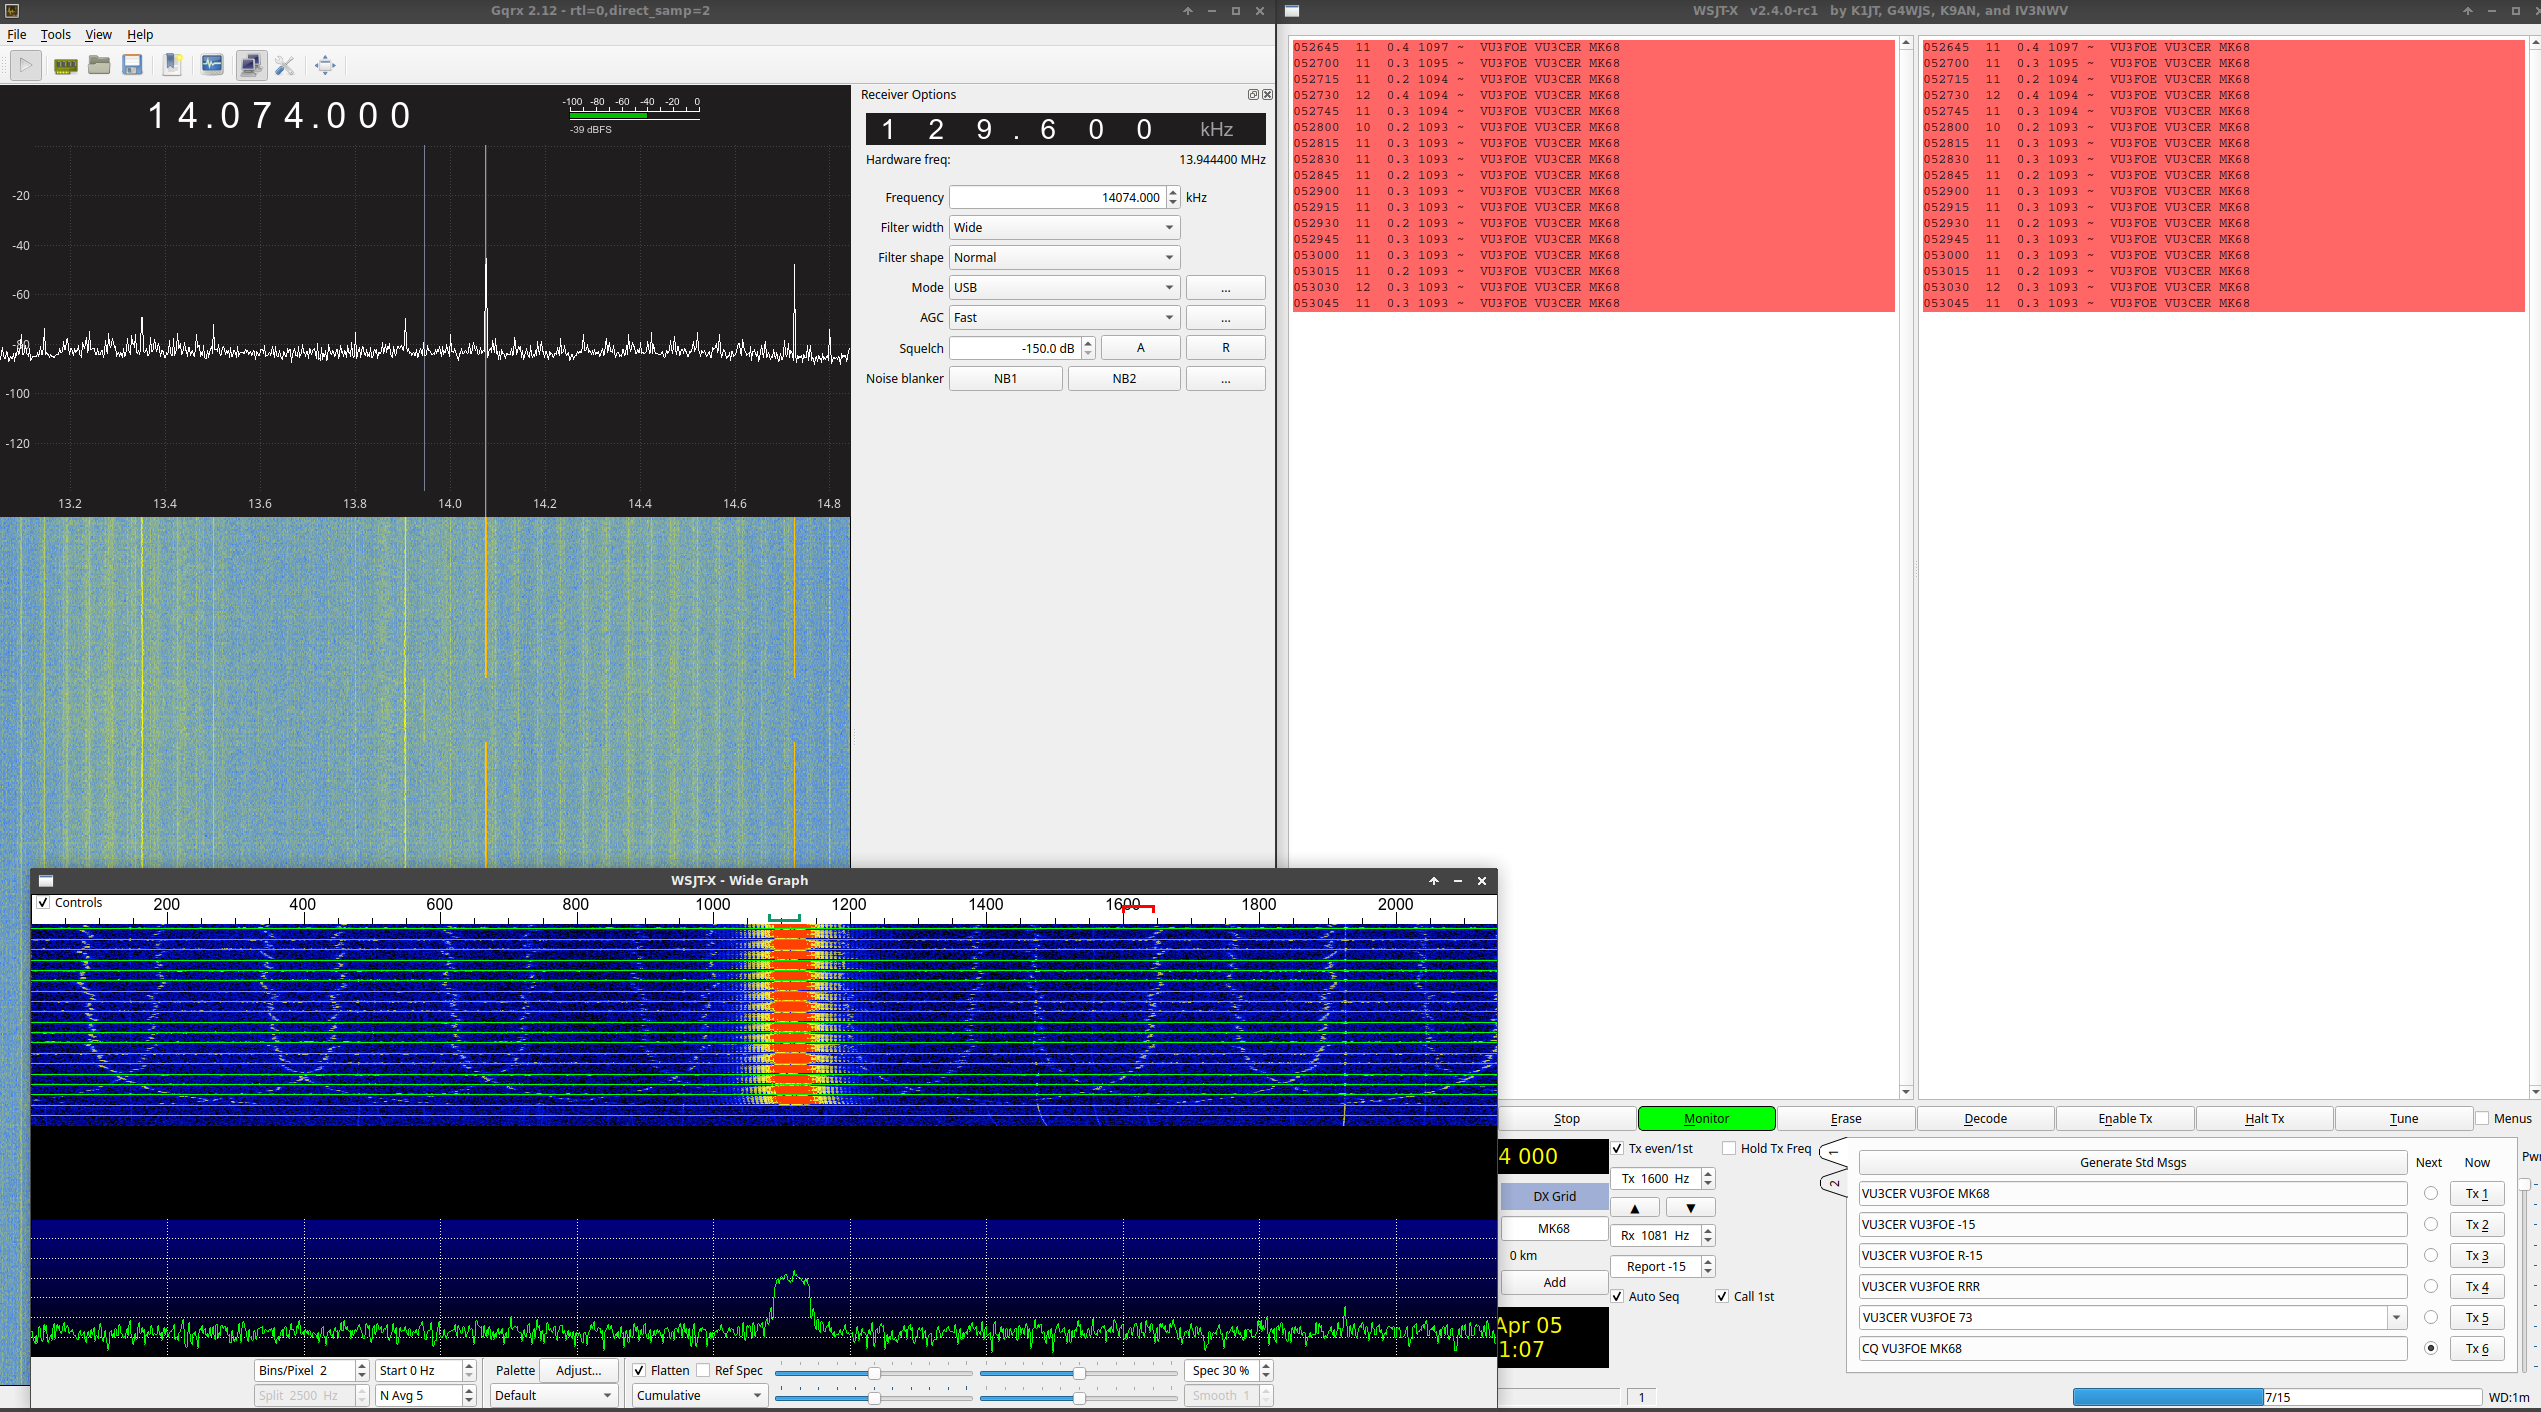 Gqrx 2.12 - rtl=0,direct_samp=2
File Tools View Help
14.074.000
-100 -80 -60 -40 -20 0
-39 dBFS
-20
-40
-60
-80
-100
-120
13.2 13.4 13.6 13.8 14.0 14.2 14.4 14.6 14.8
Receiver Options
129.600 kHz
Hardware freq: 13.944400 MHz
Frequency 14074.000 kHz
Filter width Wide
Filter shape Normal
Mode USB ...
AGC Fast ...
Squelch -150.0 dB A R
Noise blanker NB1 NB2 ...
WSJT-X v2.4.0-rc1 by K1JT, G4WJS, K9AN, and IV3NWV
052645 11 0.4 1097 ~ VU3FOE VU3CER MK68
052700 11 0.3 1095 ~ VU3FOE VU3CER MK68
052715 11 0.2 1094 ~ VU3FOE VU3CER MK68
052730 12 0.4 1094 ~ VU3FOE VU3CER MK68
052745 11 0.3 1094 ~ VU3FOE VU3CER MK68
052800 10 0.2 1093 ~ VU3FOE VU3CER MK68
052815 11 0.3 1093 ~ VU3FOE VU3CER MK68
052830 11 0.3 1093 ~ VU3FOE VU3CER MK68
052845 11 0.2 1093 ~ VU3FOE VU3CER MK68
052900 11 0.3 1093 ~ VU3FOE VU3CER MK68
052915 11 0.3 1093 ~ VU3FOE VU3CER MK68
052930 11 0.2 1093 ~ VU3FOE VU3CER MK68
052945 11 0.3 1093 ~ VU3FOE VU3CER MK68
053000 11 0.3 1093 ~ VU3FOE VU3CER MK68
053015 11 0.2 1093 ~ VU3FOE VU3CER MK68
053030 12 0.3 1093 ~ VU3FOE VU3CER MK68
053045 11 0.3 1093 ~ VU3FOE VU3CER MK68
052645 11 0.4 1097 ~ VU3FOE VU3CER MK68
052700 11 0.3 1095 ~ VU3FOE VU3CER MK68
052715 11 0.2 1094 ~ VU3FOE VU3CER MK68
052730 12 0.4 1094 ~ VU3FOE VU3CER MK68
052745 11 0.3 1094 ~ VU3FOE VU3CER MK68
052800 10 0.2 1093 ~ VU3FOE VU3CER MK68
052815 11 0.3 1093 ~ VU3FOE VU3CER MK68
052830 11 0.3 1093 ~ VU3FOE VU3CER MK68
052845 11 0.2 1093 ~ VU3FOE VU3CER MK68
052900 11 0.3 1093 ~ VU3FOE VU3CER MK68
052915 11 0.3 1093 ~ VU3FOE VU3CER MK68
052930 11 0.2 1093 ~ VU3FOE VU3CER MK68
052945 11 0.3 1093 ~ VU3FOE VU3CER MK68
053000 11 0.3 1093 ~ VU3FOE VU3CER MK68
053015 11 0.2 1093 ~ VU3FOE VU3CER MK68
053030 12 0.3 1093 ~ VU3FOE VU3CER MK68
053045 11 0.3 1093 ~ VU3FOE VU3CER MK68
WSJT-X - Wide Graph
Controls 200 400 600 800 1000 1200 1400 1600 1800 2000
Bins/Pixel 2 Start 0 Hz Palette Adjust... Flatten Ref Spec Spec 30 %
Split 2500 Hz N Avg 5 Default Cumulative Smooth 1
Stop Monitor Erase Decode Enable Tx Halt Tx Tune Menus
4 000
DX Grid
MK68
0 km
Add
Apr 05
1:07
Tx even/1st Hold Tx Freq
Tx 1600 Hz
▲ ▼
Rx 1081 Hz
Report -15
Auto Seq Call 1st
1
2
Generate Std Msgs Next Now Pwr
VU3CER VU3FOE MK68 Tx 1
VU3CER VU3FOE -15 Tx 2
VU3CER VU3FOE R-15 Tx 3
VU3CER VU3FOE RRR Tx 4
VU3CER VU3FOE 73 Tx 5
CQ VU3FOE MK68 Tx 6
1
7/15 WD:1m